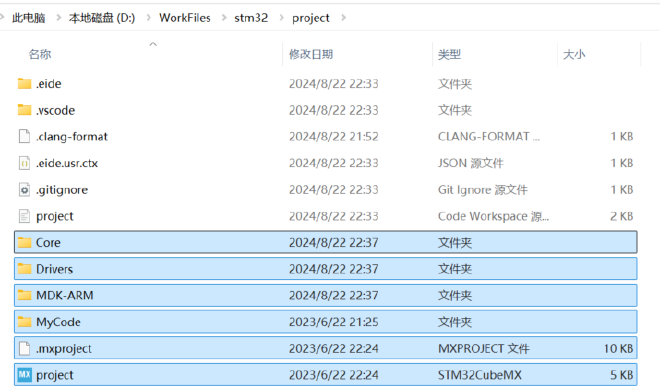 此电脑 > 本地磁盘 (D:) > WorkFiles > stm32 > project >
名称 修改日期 类型 大小
.eide 2024/8/22 22:33 文件夹
.vscode 2024/8/22 22:33 文件夹
.clang-format 2024/8/22 21:52 CLANG-FORMAT ... 1 KB
.eide.usr.ctx 2024/8/22 22:33 JSON 源文件 1 KB
.gitignore 2024/8/22 22:33 Git Ignore 源文件 1 KB
project 2024/8/22 22:33 Code Workspace 源... 2 KB
Core 2024/8/22 22:37 文件夹
Drivers 2024/8/22 22:37 文件夹
MDK-ARM 2024/8/22 22:37 文件夹
MyCode 2023/6/22 21:25 文件夹
.mxproject 2023/6/22 22:24 MXPROJECT 文件 10 KB
MX project 2023/6/22 22:24 STM32CubeMX 5 KB